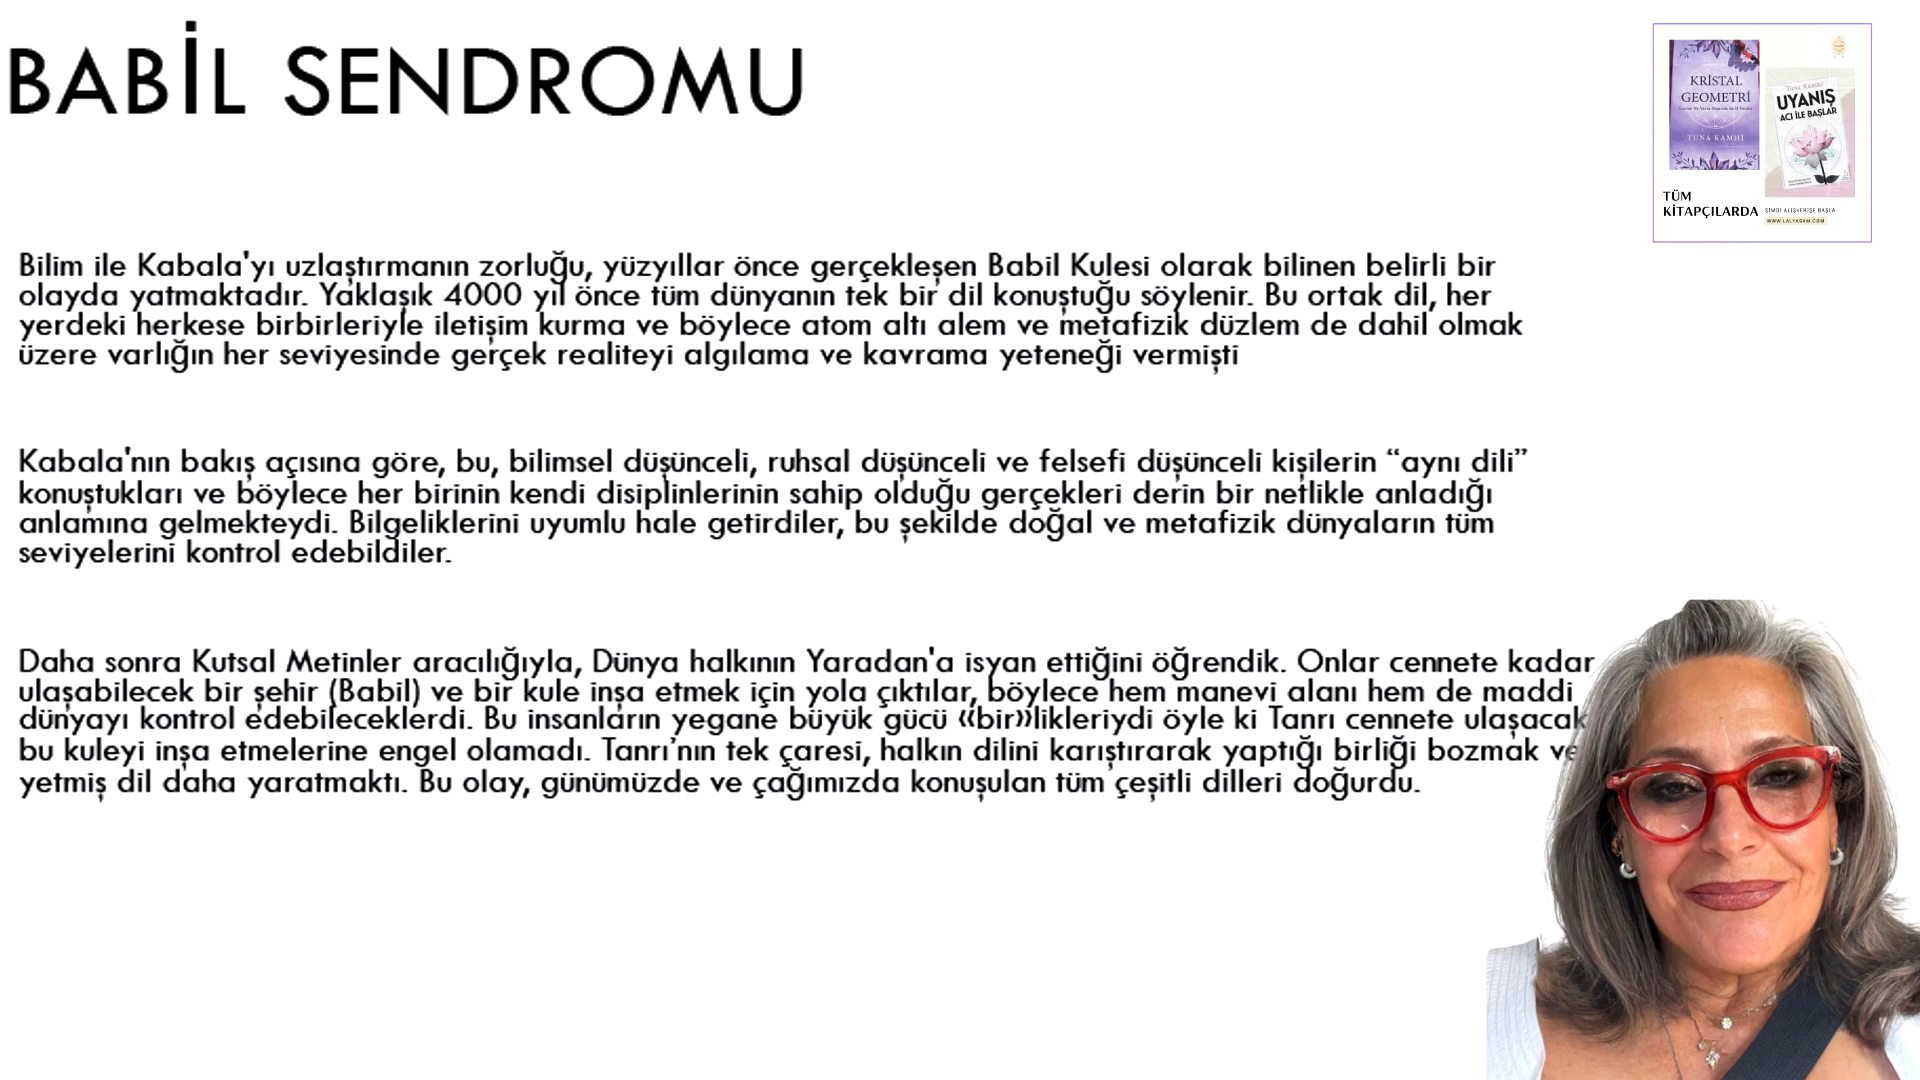 BABİL SENDROMU
KRİSTAL
GEOMETRİ
TUNA KAMHİ
Tuna Kamhi
UYANIŞ
ACI İLE BAŞLAR
TÜM
KİTAPÇILARDA
ŞİMDİ ALIŞVERİŞE BAŞLA
WWW.LALYASAM.COM
Bilim ile Kabala'yı uzlaştırmanın zorluğu, yüzyıllar önce gerçekleşen Babil Kulesi olarak bilinen belirli bir
olayda yatmaktadır. Yaklaşık 4000 yıl önce tüm dünyanın tek bir dil konuştuğu söylenir. Bu ortak dil, her
yerdeki herkese birbirleriyle iletişim kurma ve böylece atom altı alem ve metafizik düzlem de dahil olmak
üzere varlığın her seviyesinde gerçek realiteyi algılama ve kavrama yeteneği vermişti
Kabala'nın bakış açısına göre, bu, bilimsel düşünceli, ruhsal düşünceli ve felsefi düşünceli kişilerin “aynı dili”
konuştukları ve böylece her birinin kendi disiplinlerinin sahip olduğu gerçekleri derin bir netlikle anladığı
anlamına gelmekteydi. Bilgeliklerini uyumlu hale getirdiler, bu şekilde doğal ve metafizik dünyaların tüm
seviyelerini kontrol edebildiler.
Daha sonra Kutsal Metinler aracılığıyla, Dünya halkının Yaradan'a isyan ettiğini öğrendik. Onlar cennete kadar
ulaşabilecek bir şehir (Babil) ve bir kule inşa etmek için yola çıktılar, böylece hem manevi alanı hem de maddi
dünyayı kontrol edebileceklerdi. Bu insanların yegane büyük gücü «bir»likleriydi öyle ki Tanrı cennete ulaşacak
bu kuleyi inşa etmelerine engel olamadı. Tanrı’nın tek çaresi, halkın dilini karıştırarak yaptığı birliği bozmak ve
yetmiş dil daha yaratmaktı. Bu olay, günümüzde ve çağımızda konuşulan tüm çeşitli dilleri doğurdu.